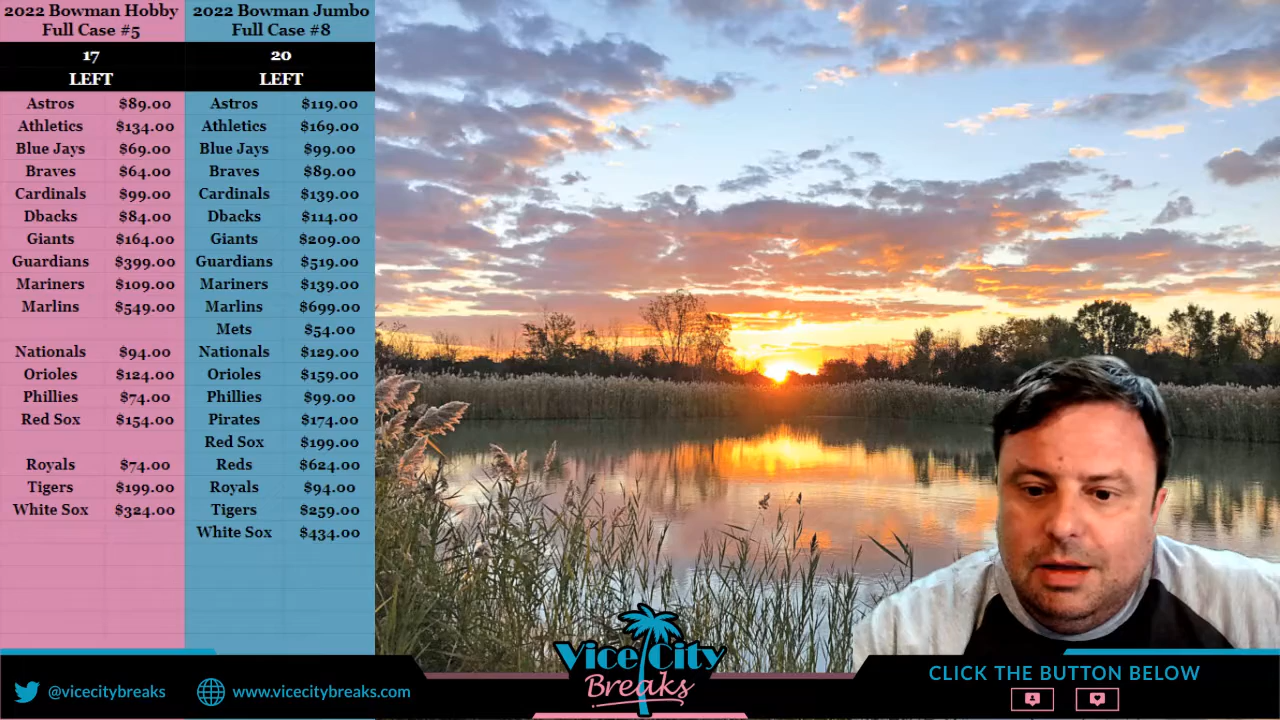 2022 Bowman Hobby
Full Case #5
17
LEFT
Astros $89.00
Athletics $134.00
Blue Jays $69.00
Braves $64.00
Cardinals $99.00
Dbacks $84.00
Giants $164.00
Guardians $399.00
Mariners $109.00
Marlins $549.00
Nationals $94.00
Orioles $124.00
Phillies $74.00
Red Sox $154.00
Royals $74.00
Tigers $199.00
White Sox $324.00
2022 Bowman Jumbo
Full Case #8
20
LEFT
Astros $119.00
Athletics $169.00
Blue Jays $99.00
Braves $89.00
Cardinals $139.00
Dbacks $114.00
Giants $209.00
Guardians $519.00
Mariners $139.00
Marlins $699.00
Mets $54.00
Nationals $129.00
Orioles $159.00
Phillies $99.00
Pirates $174.00
Red Sox $199.00
Reds $624.00
Royals $94.00
Tigers $259.00
White Sox $434.00
@vicecitybreaks
www.vicecitybreaks.com
Vice City
Breaks
CLICK THE BUTTON BELOW